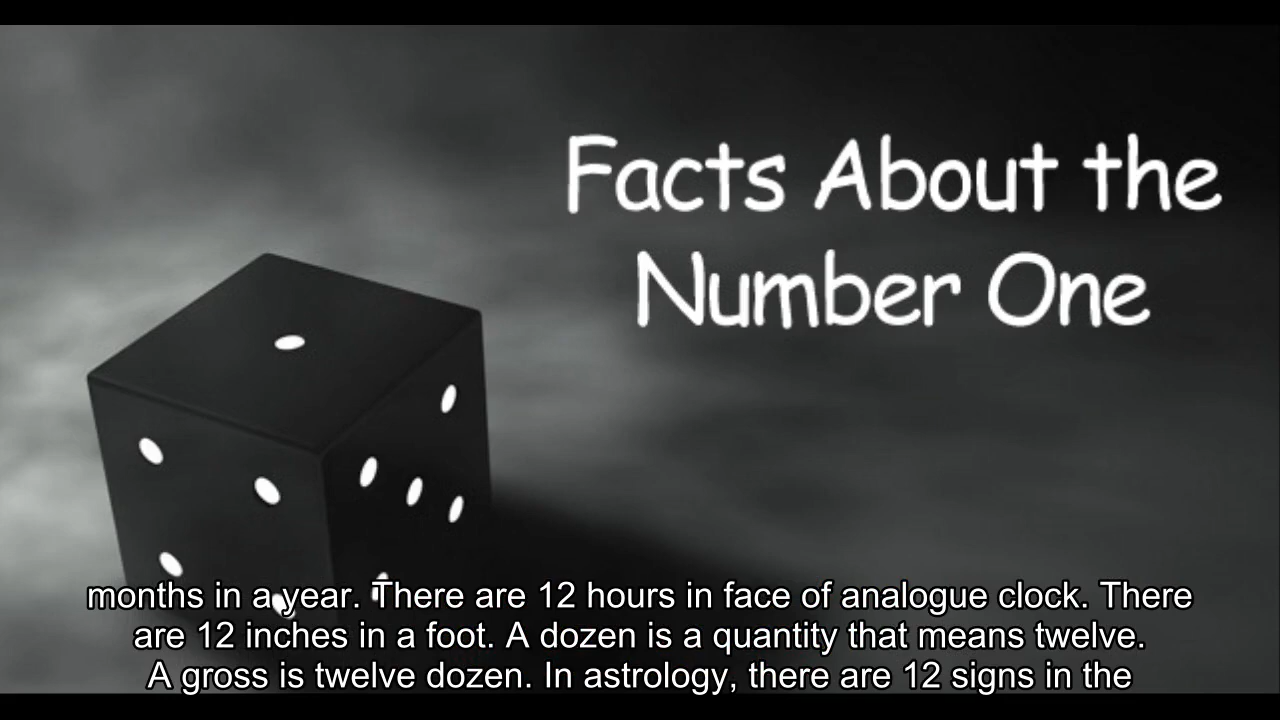 Facts About the
Number One
months in a year. There are 12 hours in face of analogue clock. There
are 12 inches in a foot. A dozen is a quantity that means twelve.
A gross is twelve dozen. In astrology, there are 12 signs in the